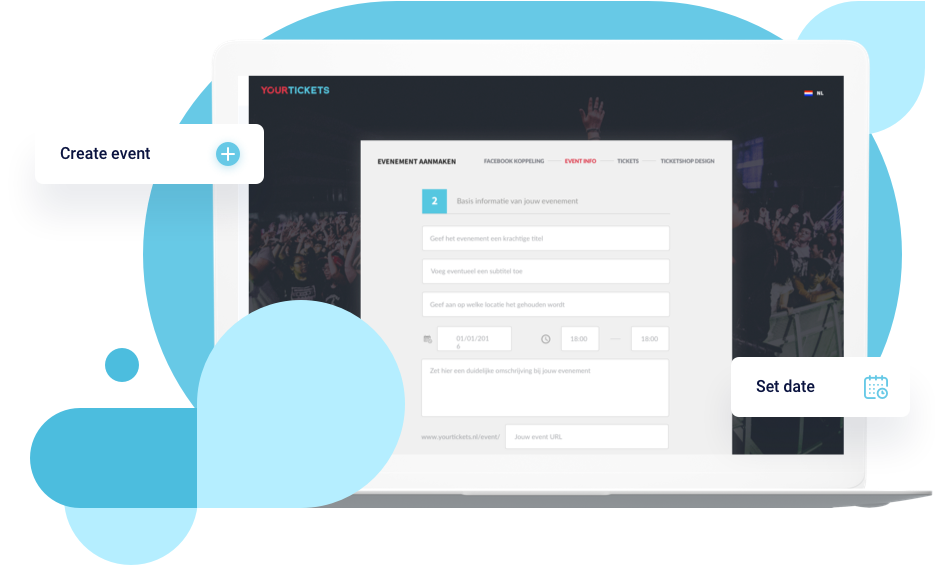 YOURTICKETS
NL
Create event
EVENEMENT AANMAKEN
FACEBOOK KOPPELING
EVENT INFO
TICKETS
TICKETSHOP DESIGN
2
Basis informatie van jouw evenement
Geef het evenement een krachtige titel
Voeg eventueel een subtitel toe
Geef aan op welke locatie het gehouden wordt
01/01/201
6
18:00
18:00
Zet hier een duidelijke omschrijving bij jouw evenement
Set date
www.yourtickets.nl/event/
Jouw event URL